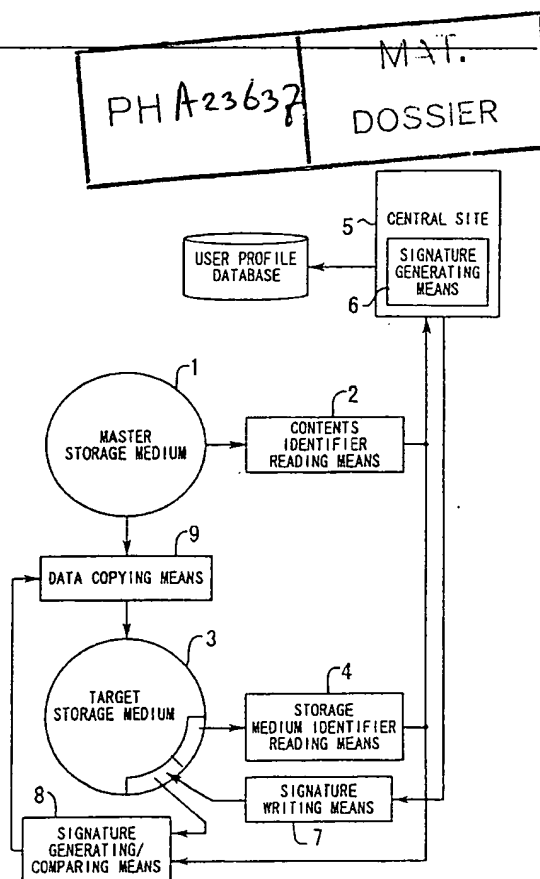 PH A23637
MAT.
DOSSIER
5
CENTRAL SITE
SIGNATURE
GENERATING
MEANS
6
USER PROFILE
DATABASE
1
MASTER
STORAGE MEDIUM
2
CONTENTS
IDENTIFIER
READING MEANS
9
DATA COPYING MEANS
3
TARGET
STORAGE MEDIUM
4
STORAGE
MEDIUM IDENTIFIER
READING MEANS
SIGNATURE
WRITING MEANS
7
8
SIGNATURE
GENERATING/
COMPARING MEANS